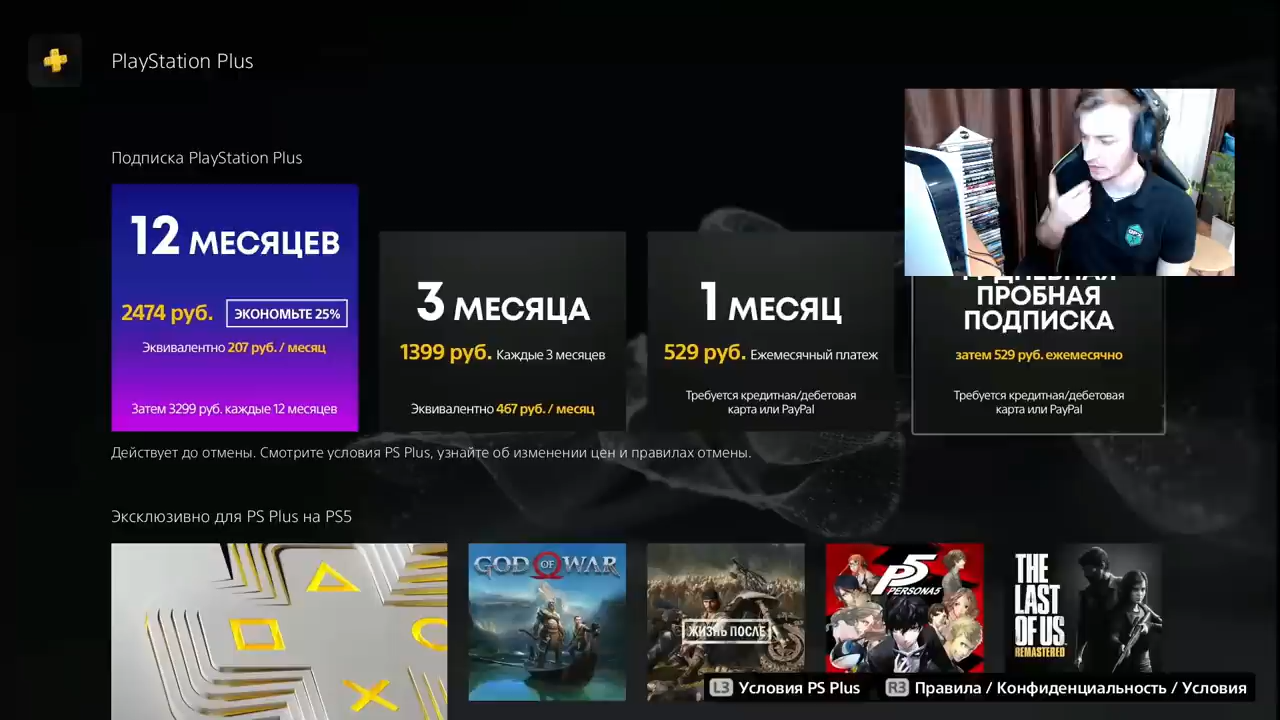 PlayStation Plus
Подписка PlayStation Plus
12 МЕСЯЦЕВ
2474 руб. ЭКОНОМЬТЕ 25%
Эквивалентно 207 руб. / месяц
Затем 3299 руб. каждые 12 месяцев
3 МЕСЯЦА
1399 руб. Каждые 3 месяцев
Эквивалентно 467 руб. / месяц
1 МЕСЯЦ
529 руб. Ежемесячный платеж
Требуется кредитная/дебетовая
карта или PayPal
ПРОБНАЯ
ПОДПИСКА
затем 529 руб. ежемесячно
Требуется кредитная/дебетовая
карта или PayPal
Действует до отмены. Смотрите условия PS Plus, узнайте об изменении цен и правилах отмены.
Эксклюзивно для PS Plus на PS5
GOD OF WAR
ЖИЗНЬ ПОСЛЕ
P5
PERSONA5
THE
LAST
OF US
REMASTERED
L3 Условия PS Plus
R3 Правила / Конфиденциальность / Условия